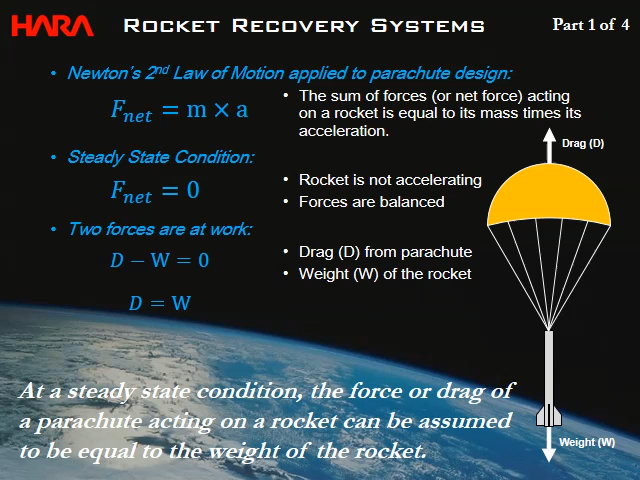 HARA
ROCKET RECOVERY SYSTEMS
Part 1 of 4
• Newton's 2nd Law of Motion applied to parachute design:
F_net = m × a
• The sum of forces (or net force) acting
on a rocket is equal to its mass times its
acceleration.
Drag (D)
• Steady State Condition:
F_net = 0
• Rocket is not accelerating
• Forces are balanced
• Two forces are at work:
D − W = 0
• Drag (D) from parachute
• Weight (W) of the rocket
D = W
At a steady state condition, the force or drag of
a parachute acting on a rocket can be assumed
to be equal to the weight of the rocket.
Weight (W)